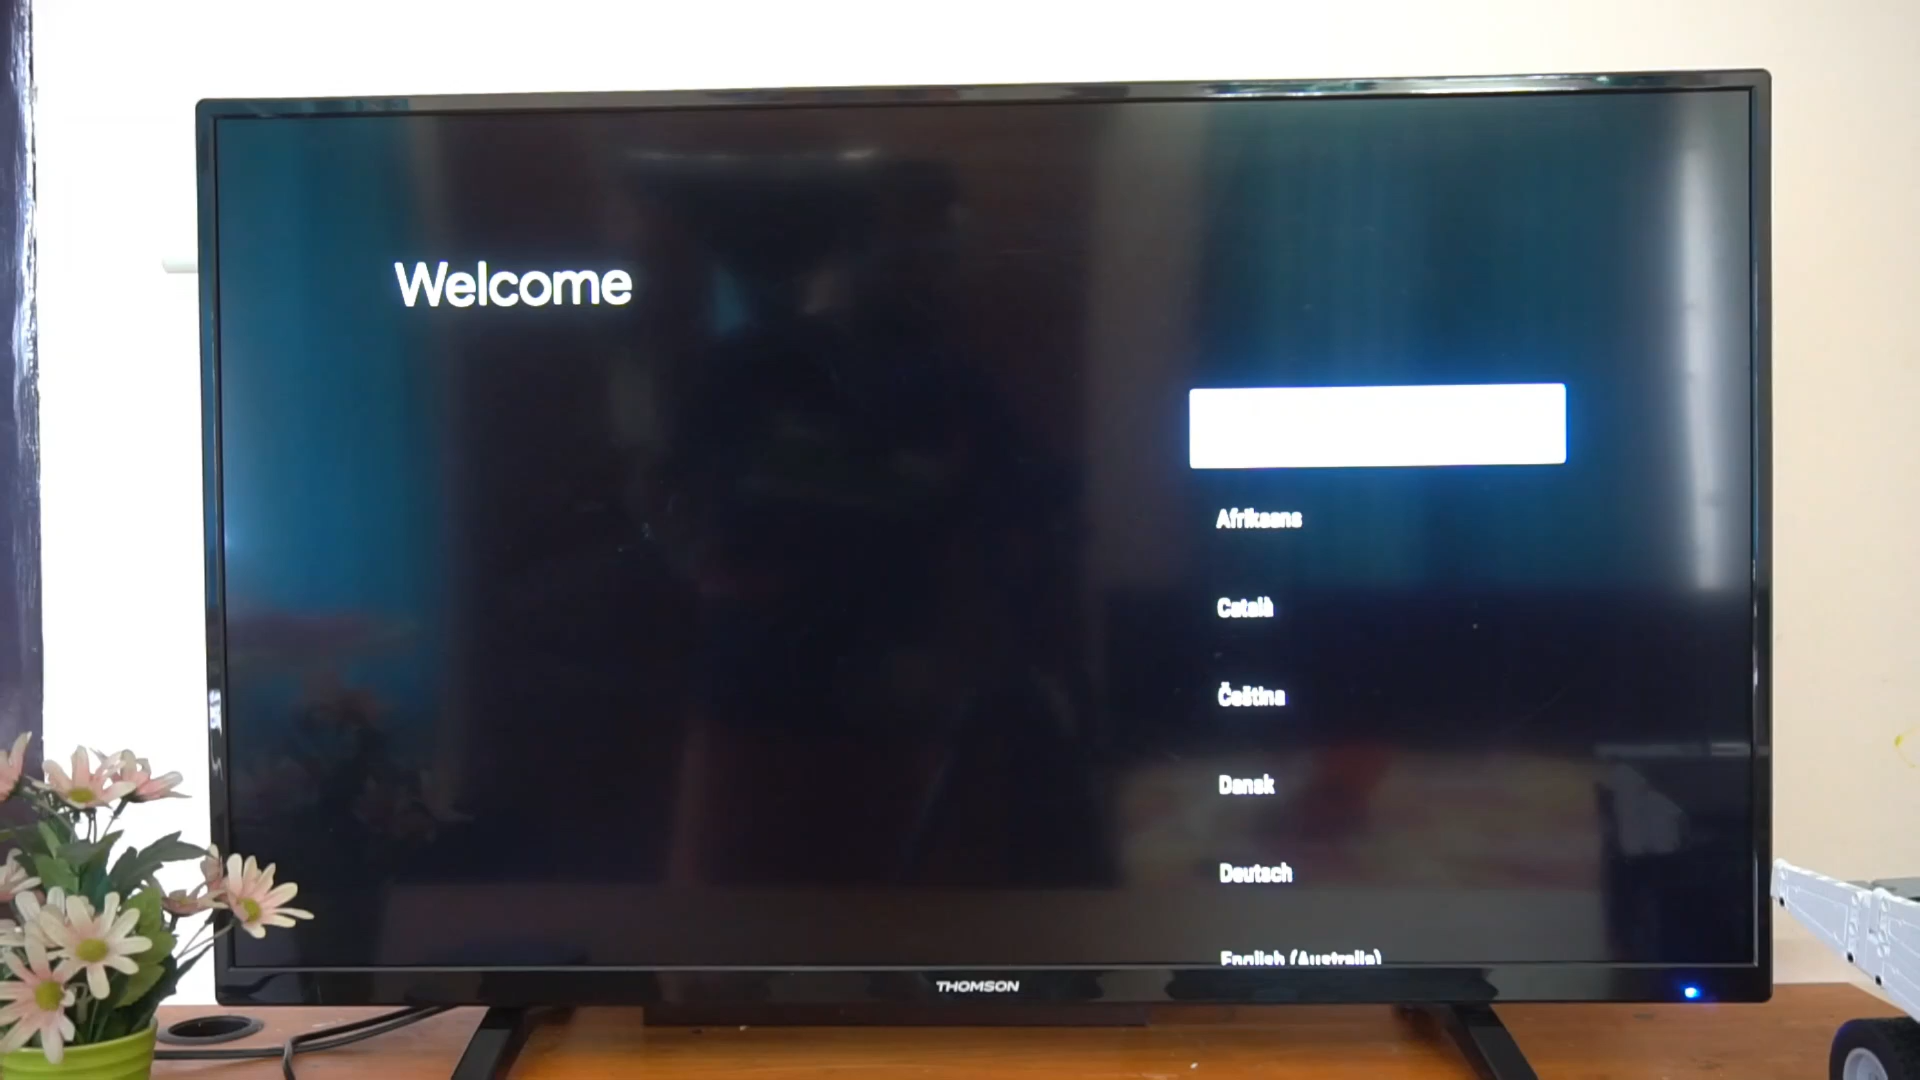 Welcome
Afrikaans
Català
Čeština
Dansk
Deutsch
English (Australia)
THOMSON